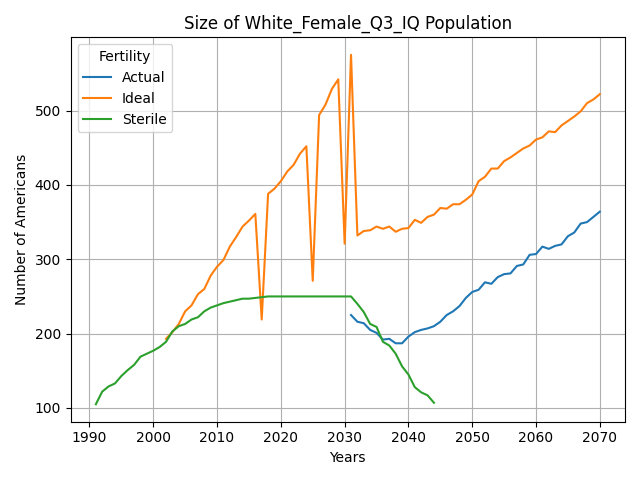 Size of White_Female_Q3_IQ Population
Fertility
Actual
Ideal
Sterile
Number of Americans
500
400
300
200
100
1990 2000 2010 2020 2030 2040 2050 2060 2070
Years